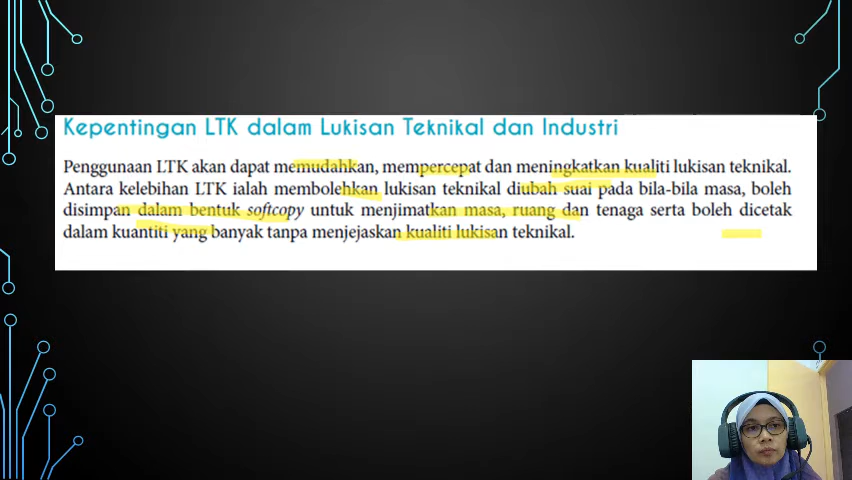 Kepentingan LTK dalam Lukisan Teknikal dan Industri
Penggunaan LTK akan dapat memudahkan, mempercepat dan meningkatkan kualiti lukisan teknikal.
Antara kelebihan LTK ialah membolehkan lukisan teknikal diubah suai pada bila-bila masa, boleh
disimpan dalam bentuk softcopy untuk menjimatkan masa, ruang dan tenaga serta boleh dicetak
dalam kuantiti yang banyak tanpa menjejaskan kualiti lukisan teknikal.